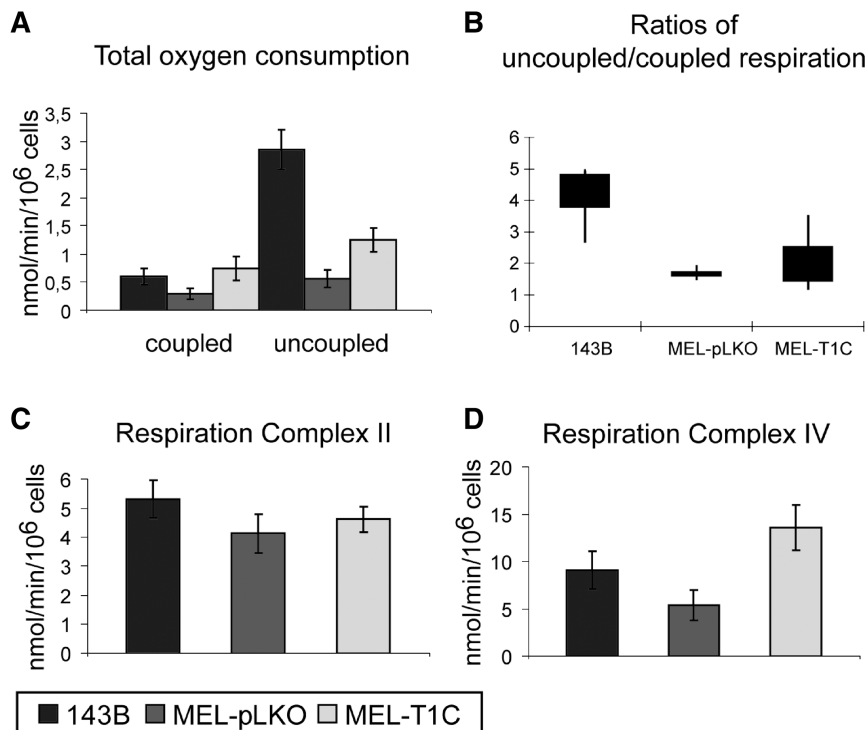 A
Total oxygen consumption
nmol/min/10⁶ cells
3,5
3
2,5
2
1,5
1
0,5
0
coupled
uncoupled
B
Ratios of
uncoupled/coupled respiration
6
5
4
3
2
1
0
143B
MEL-pLKO
MEL-T1C
C
Respiration Complex II
nmol/min/10⁶ cells
6
5
4
4
3
2
1
0
D
Respiration Complex IV
nmol/min/10⁶ cells
20
15
10
5
0
143B MEL-pLKO MEL-T1C